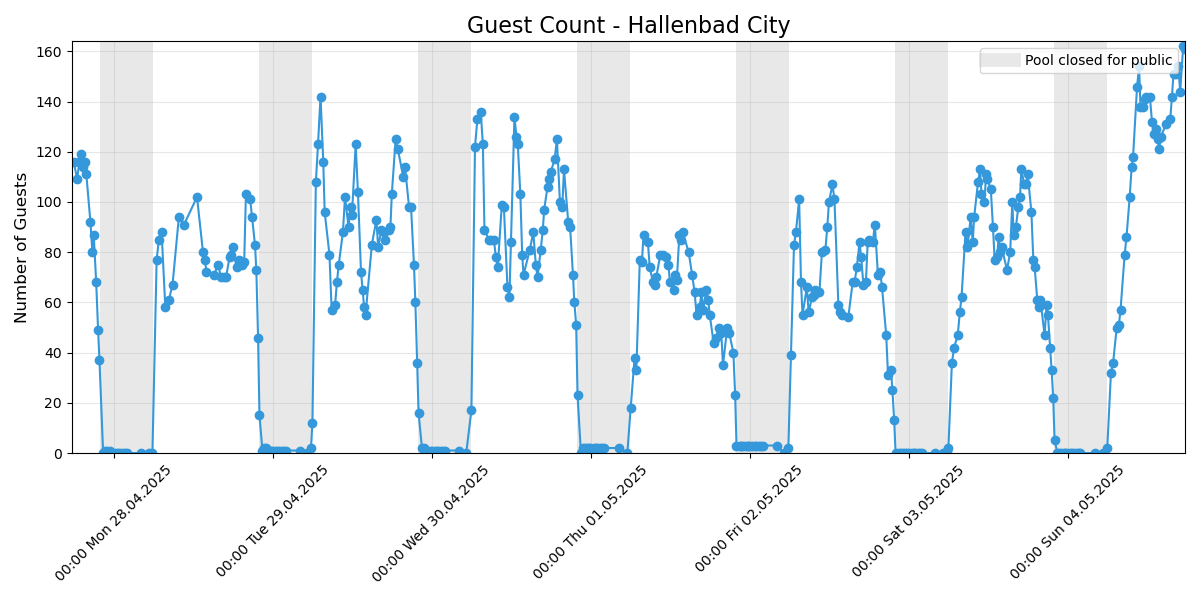 Guest Count - Hallenbad City
Pool closed for public
Number of Guests
160
140
120
100
80
60
40
20
0
00:00 Mon 28.04.2025
00:00 Tue 29.04.2025
00:00 Wed 30.04.2025
00:00 Thu 01.05.2025
00:00 Fri 02.05.2025
00:00 Sat 03.05.2025
00:00 Sun 04.05.2025